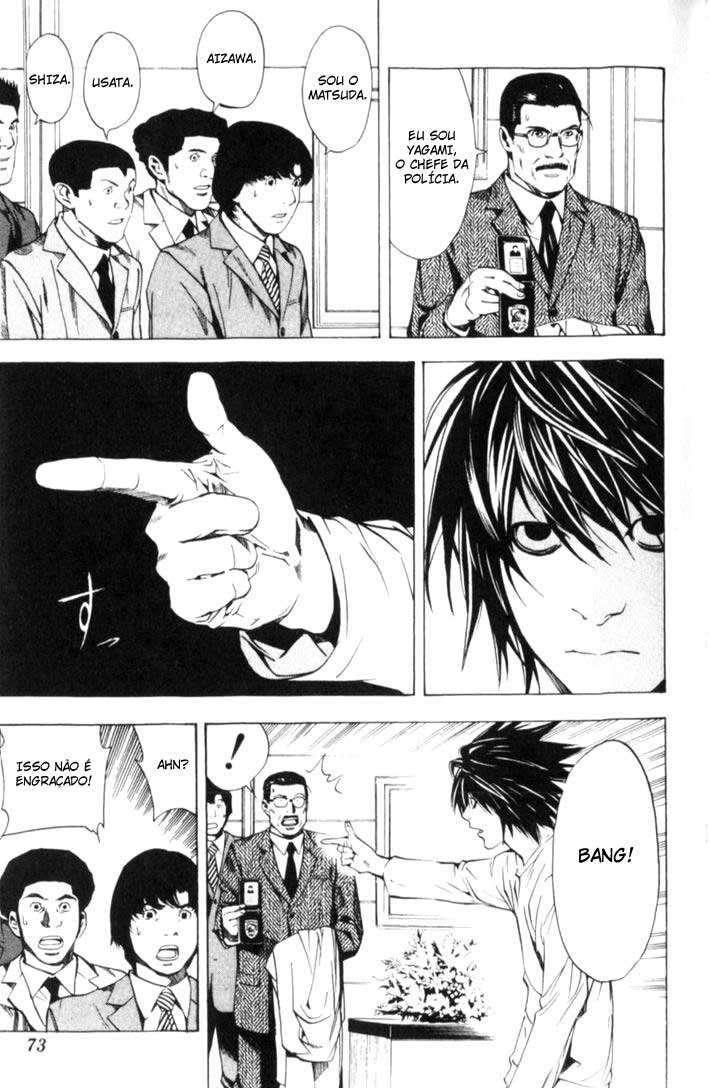 EU SOU
YAGAMI,
O CHEFE DA
POLÍCIA.
SOU O
MATSUDA.
AIZAWA.
USATA.
SHIZA.
すっ
BANG!
!
AHN?
ISSO NÃO É
ENGRAÇADO!
73